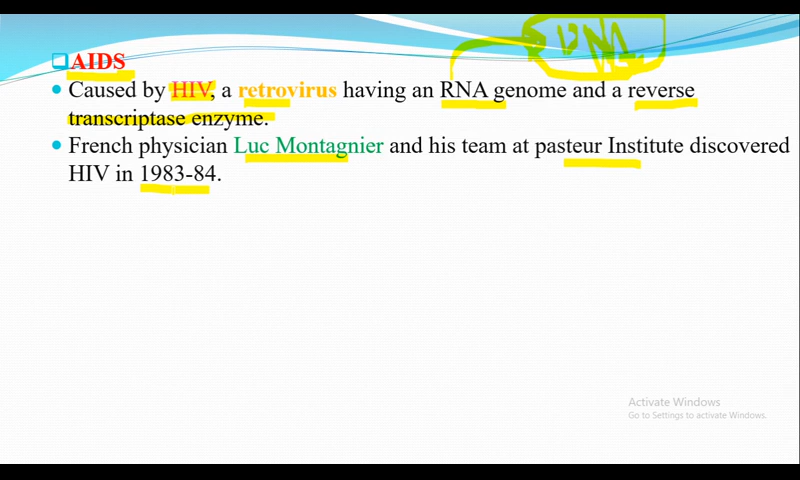 AIDS
Caused by HIV, a retrovirus having an RNA genome and a reverse
transcriptase enzyme.
French physician Luc Montagnier and his team at pasteur Institute discovered
HIV in 1983-84.
Activate Windows
Go to Settings to activate Windows.